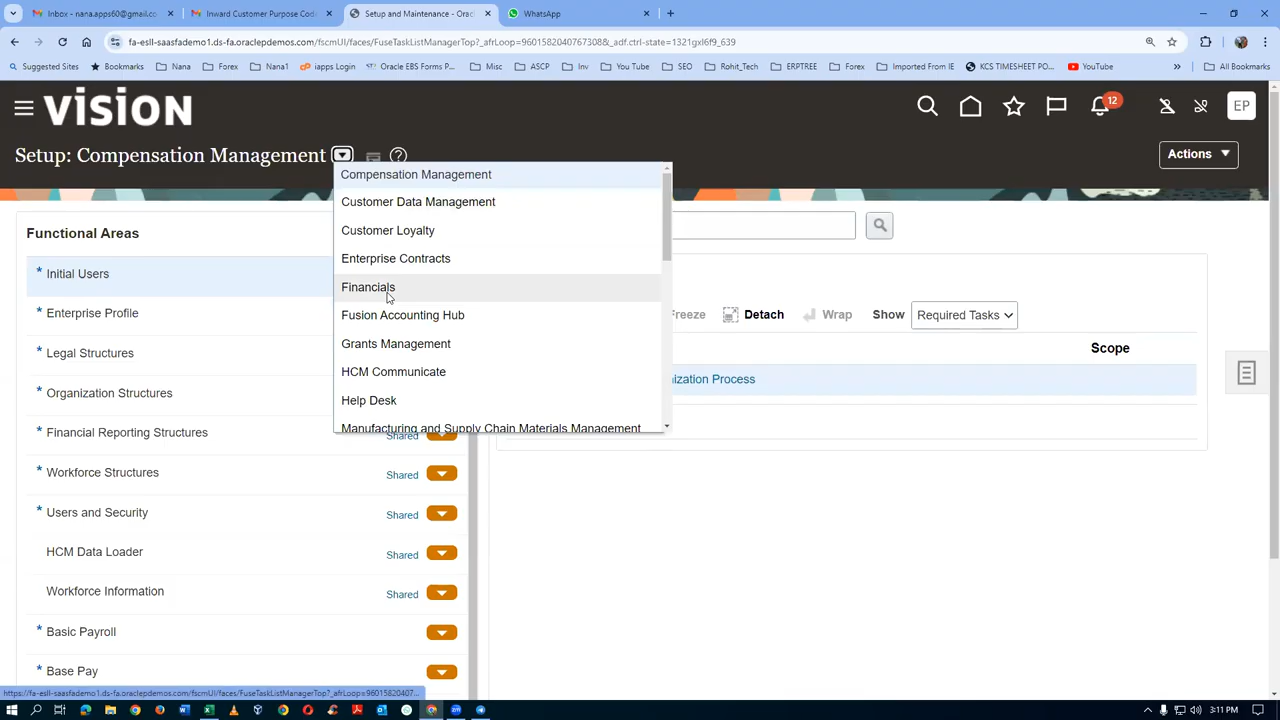 Inbox - nana.apps60@gmail.co
Inward Customer Purpose Coda
Setup and Maintenance - Orac
WhatsApp
fa-esll-saasfademo1.ds-fa.oraclepdemos.com/fscmUI/faces/FuseTaskListManagerTop?_afrLoop=96015820407673088&_adf.ctrl-state=1321gxl6f9_639
Suggested Sites
Bookmarks
Nana
Forex
Nana1
iapps Login
Oracle EBS Forms P...
Misc
ASCP
Inv
You Tube
SEO
Rohit_Tech
ERPTREE
Forex
Imported From IE
KCS TIMESHEET PO...
YouTube
All Bookmarks
vision
12
EP
Setup: Compensation Management
Actions
Compensation Management
Customer Data Management
Customer Loyalty
Enterprise Contracts
Financials
Fusion Accounting Hub
Grants Management
HCM Communicate
Help Desk
Manufacturing and Supply Chain Materials Management
Functional Areas
* Initial Users
* Enterprise Profile
* Legal Structures
* Organization Structures
* Financial Reporting Structures
Shared
* Workforce Structures
Shared
* Users and Security
Shared
HCM Data Loader
Shared
Workforce Information
Shared
* Basic Payroll
* Base Pay
Freeze
Detach
Wrap
Show
Required Tasks
Scope
ization Process
https://fa-esll-saasfademo1.ds-fa.oraclepdemos.com/fscmUI/faces/FuseTaskListManagerTop?_afrLoop=96015820407...
3:11 PM